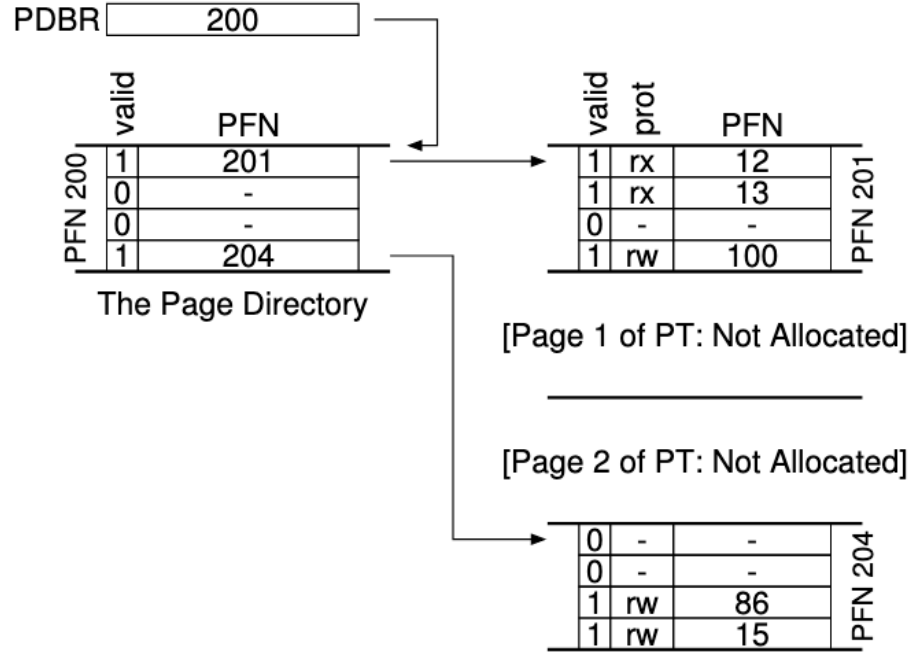 PDBR 200
valid PFN
PFN 200
1 201
0 -
0 -
1 204
The Page Directory
valid prot PFN
1 rx 12
1 rx 13
0 - -
1 rw 100
PFN 201
[Page 1 of PT: Not Allocated]
[Page 2 of PT: Not Allocated]
0 - -
0 - -
1 rw 86
1 rw 15
PFN 204